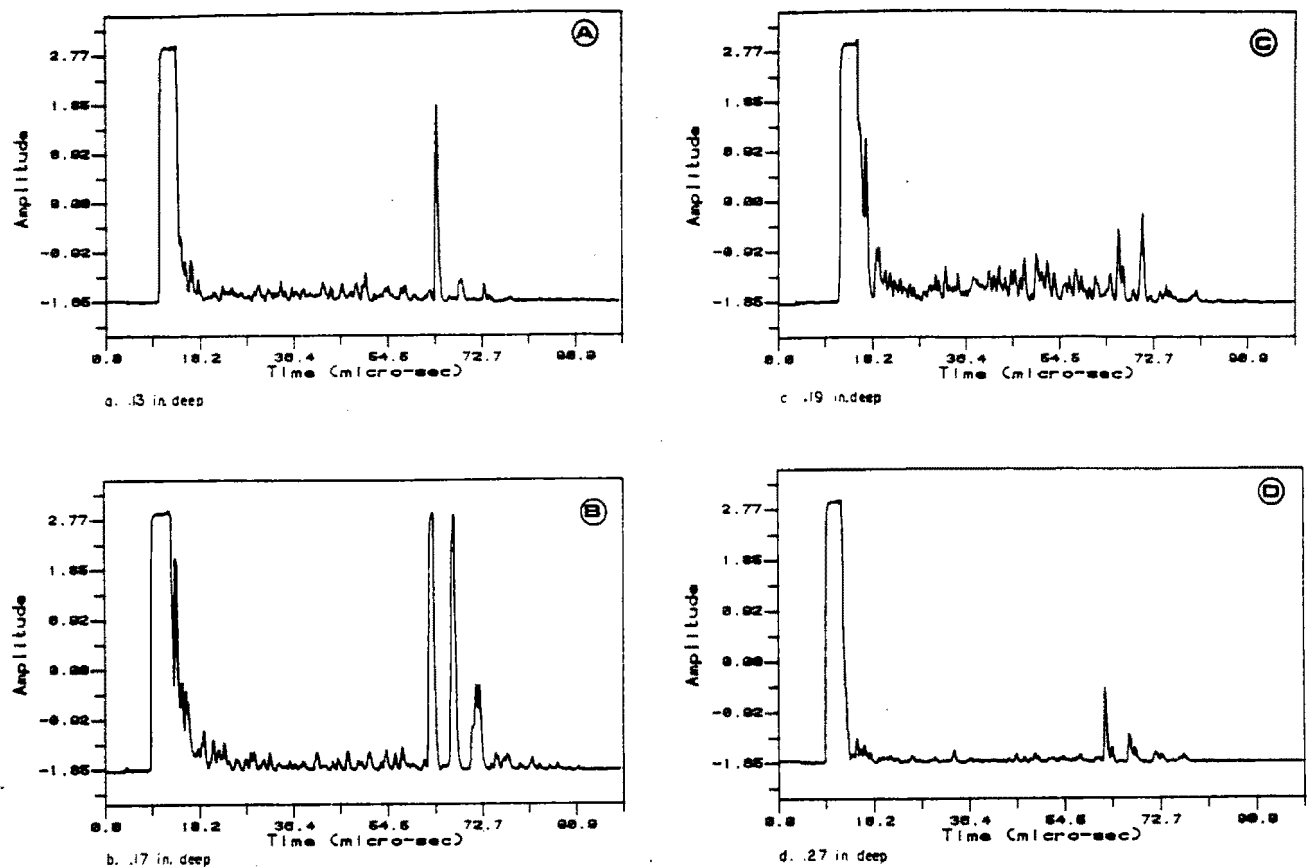 A
Amplitude
2.77
1.85
0.92
0.00
-0.92
-1.85
0.0 18.2 36.4 54.5 72.7 90.9
Time (micro-sec)
a. .13 in. deep
C
Amplitude
2.77
1.85
0.92
0.00
-0.92
-1.85
0.0 18.2 36.4 54.5 72.7 90.9
Time (micro-sec)
c. .19 in. deep
B
Amplitude
2.77
1.85
0.92
0.00
-0.92
-1.85
0.0 18.2 36.4 54.5 72.7 90.9
Time (micro-sec)
b. .17 in. deep
D
Amplitude
2.77
1.85
0.92
0.00
-0.92
-1.85
0.0 18.2 36.4 54.5 72.7 90.9
Time (micro-sec)
d. .27 in deep